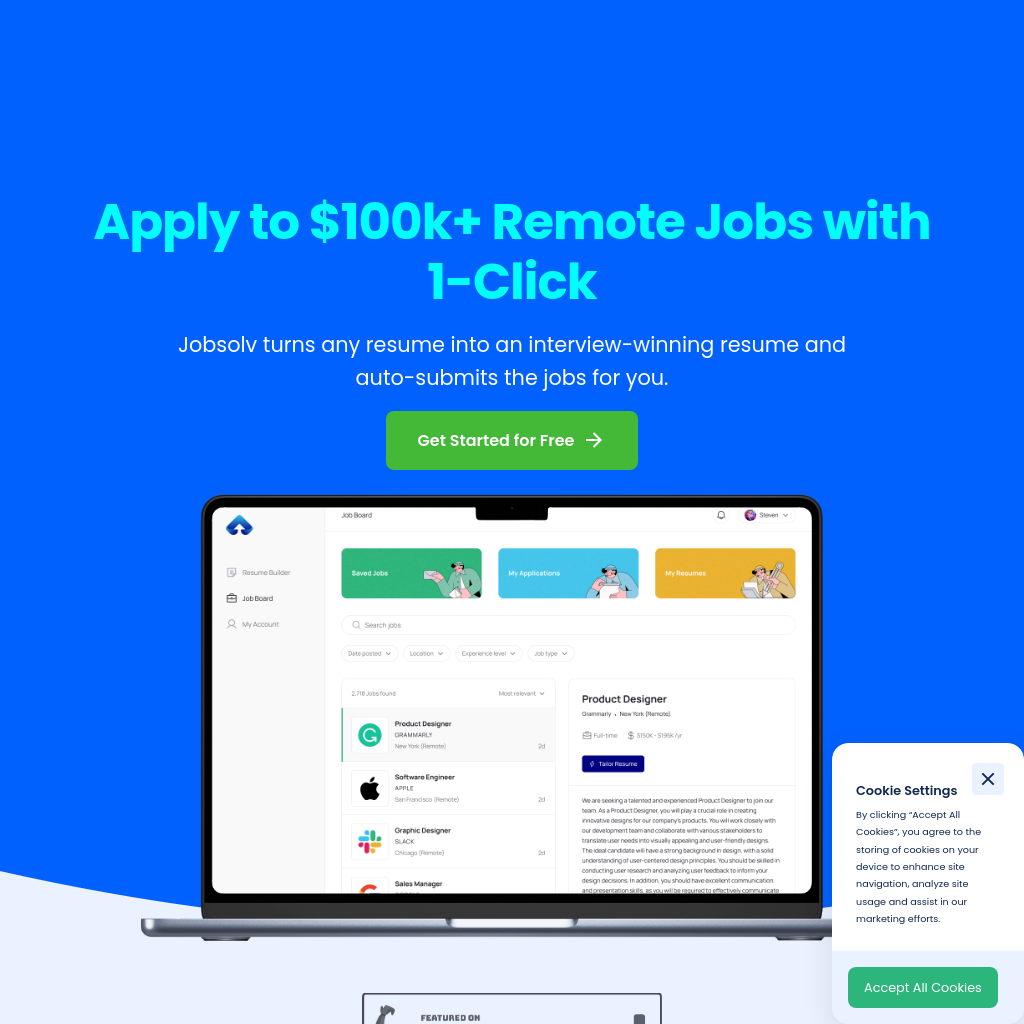 Apply to $100k+ Remote Jobs with
1-Click
Jobsolv turns any resume into an interview-winning resume and
auto-submits the jobs for you.
Get Started for Free
Job Board
Steven
Resume Builder
Job Board
My Account
Saved Jobs
My Applications
My Resumes
Search jobs
Date posted
Location
Experience level
Job type
2,718 Jobs found
Most relevant
Product Designer
GRAMMARLY
New York (Remote)
2d
Software Engineer
APPLE
San Francisco (Remote)
2d
Graphic Designer
SLACK
Chicago (Remote)
2d
Sales Manager
Product Designer
Grammarly • New York (Remote)
Full-time
$150K - $195K /yr
Tailor Resume
We are seeking a talented and experienced Product Designer to join our
team. As a Product Designer, you will play a crucial role in creating
innovative designs for our company's products. You will work closely with
our development team and collaborate with various stakeholders to
translate user needs into visually appealing and user-friendly designs.
The ideal candidate will have a strong background in design, with a solid
understanding of user-centered design principles. You should be skilled in
conducting user research and analyzing user feedback to inform your
design decisions. In addition, you should have excellent communication
and presentation skills, as you will be required to effectively communicate
Cookie Settings
By clicking “Accept All
Cookies”, you agree to the
storing of cookies on your
device to enhance site
navigation, analyze site
usage and assist in our
marketing efforts.
Accept All Cookies
FEATURED ON